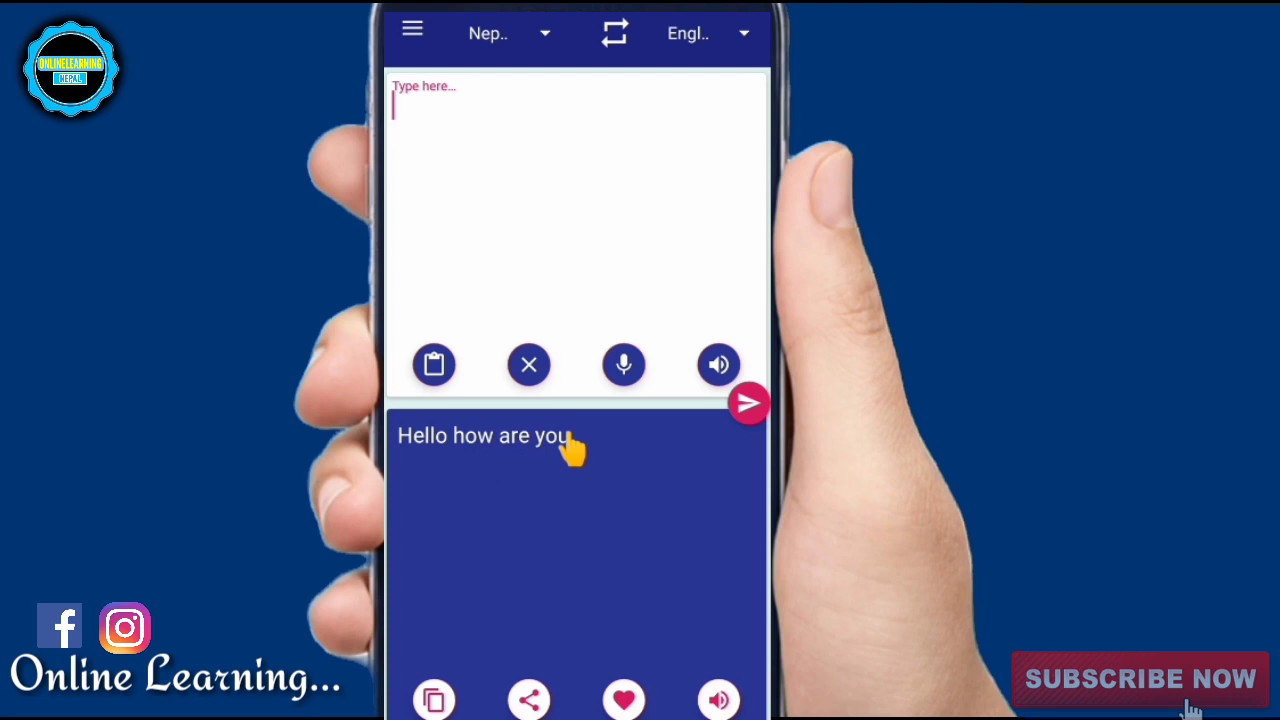 ONLINELEARNING
NEPAL
Nep..
Engl..
Type here...
Hello how are you
Online Learning...
SUBSCRIBE NOW